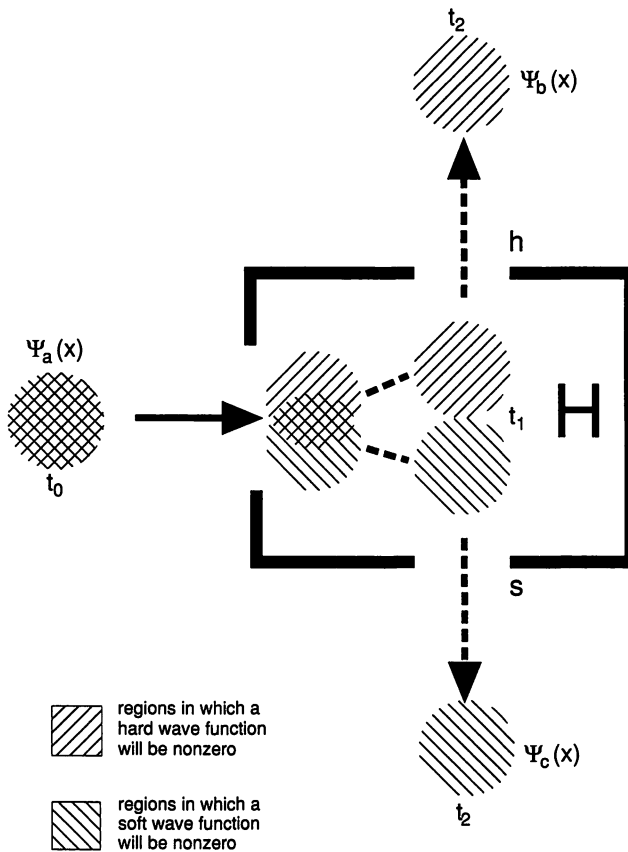 t₂
Ψb(x)
h
Ψa(x)
t₀
t₁
H
s
Ψc(x)
t₂
regions in which a
hard wave function
will be nonzero
regions in which a
soft wave function
will be nonzero